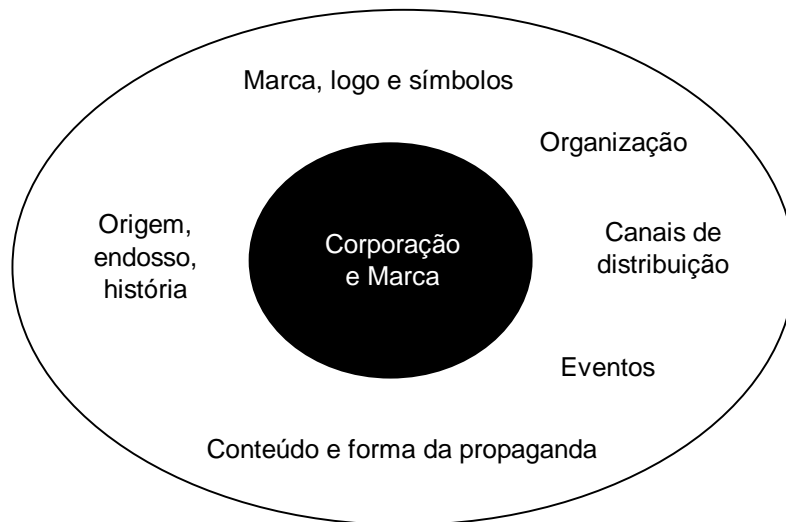 Marca, logo e símbolos
Organização
Origem,
endosso,
história
Corporação
e Marca
Canais de
distribuição
Eventos
Conteúdo e forma da propaganda